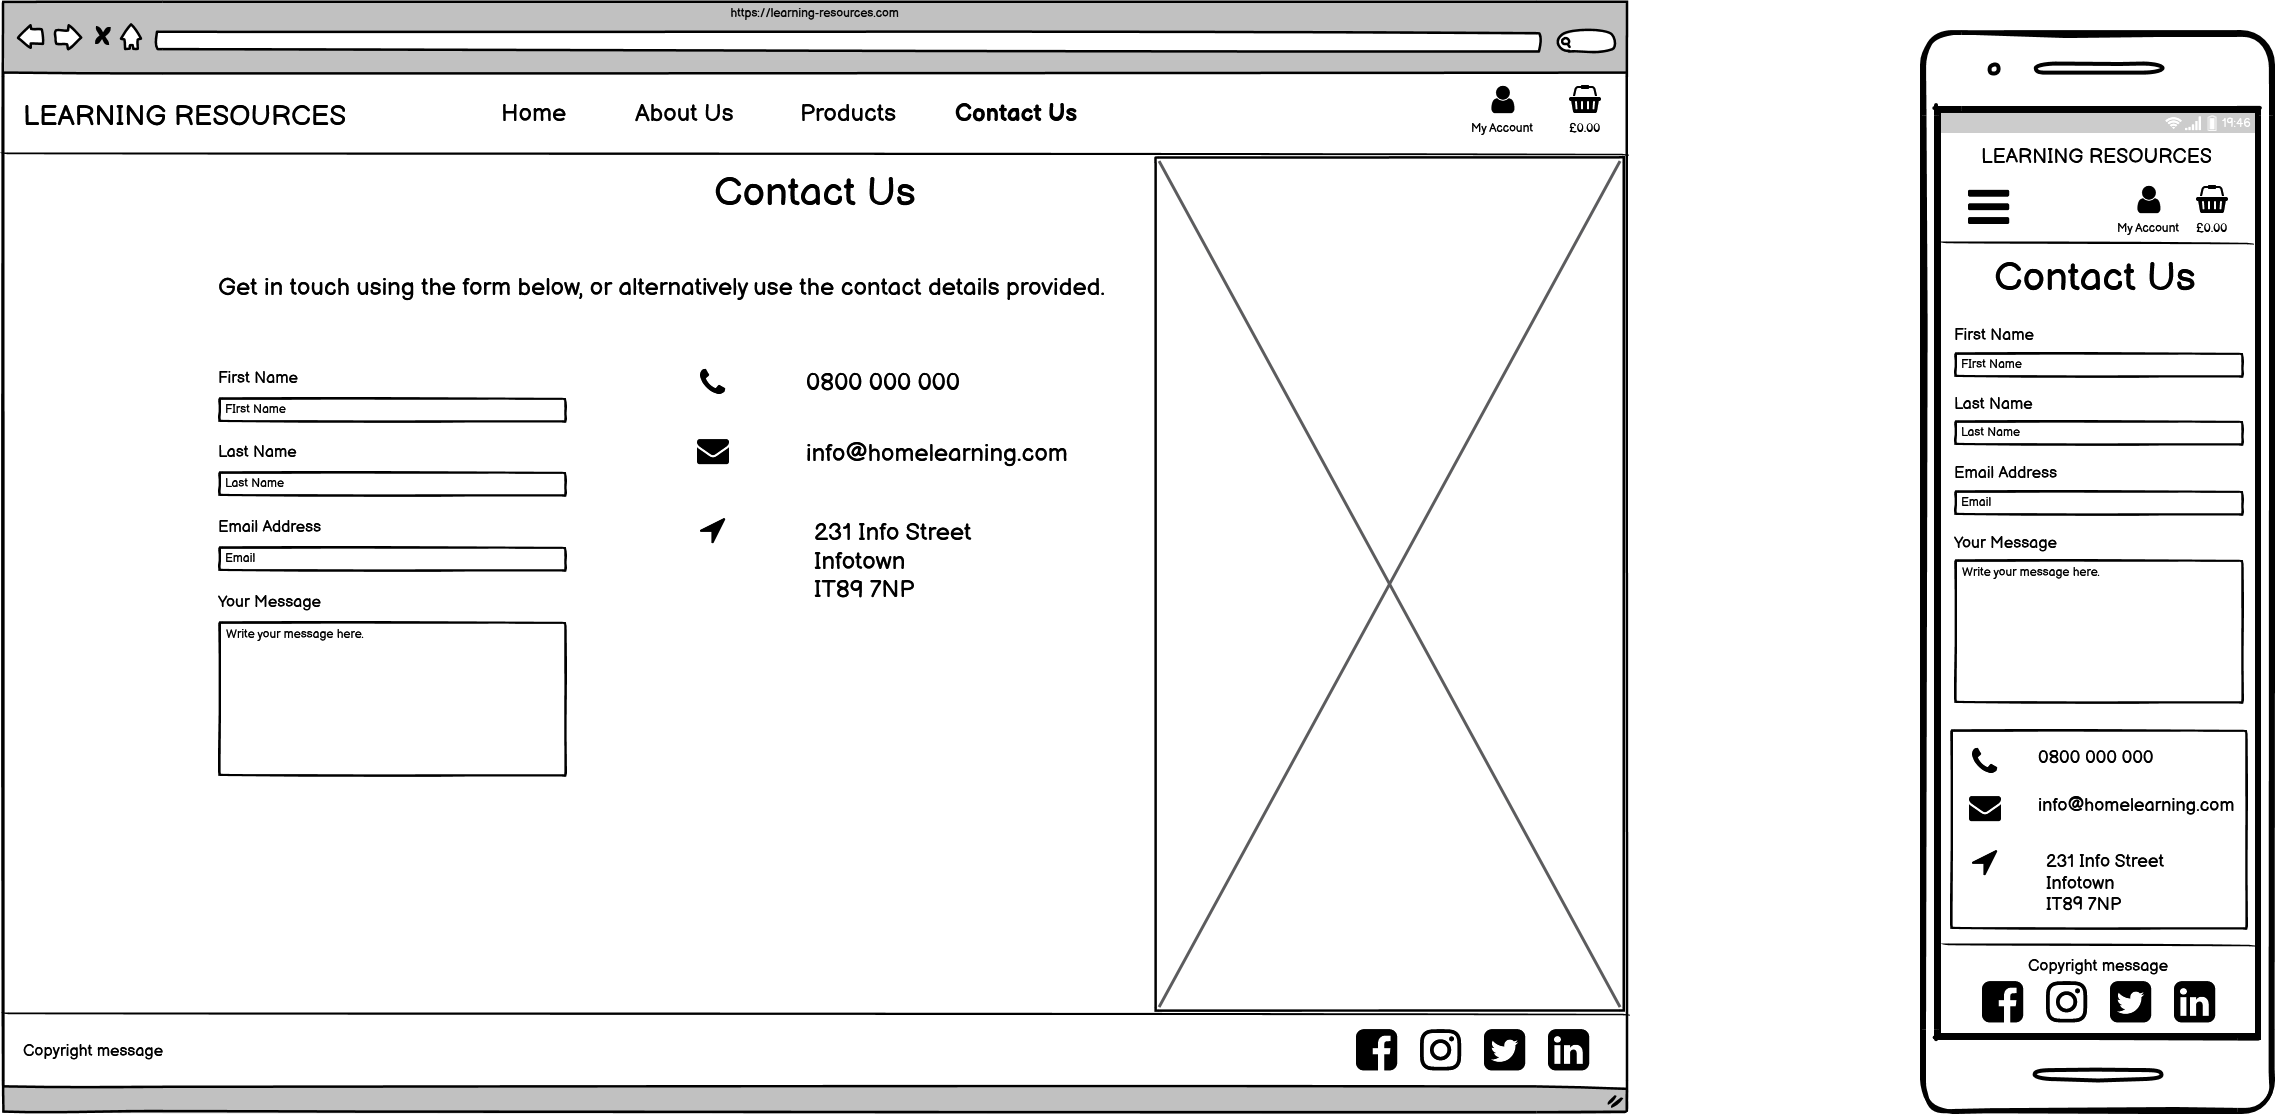 https://learning-resources.com
LEARNING RESOURCES
Home
About Us
Products
Contact Us
My Account
£0.00
Contact Us
Get in touch using the form below, or alternatively use the contact details provided.
First Name
FIrst Name
Last Name
Last Name
Email Address
Email
Your Message
Write your message here.
0800 000 000
info@homelearning.com
231 Info Street
Infotown
IT89 7NP
Copyright message
19:46
LEARNING RESOURCES
My Account
£0.00
Contact Us
First Name
FIrst Name
Last Name
Last Name
Email Address
Email
Your Message
Write your message here.
0800 000 000
info@homelearning.com
231 Info Street
Infotown
IT89 7NP
Copyright message